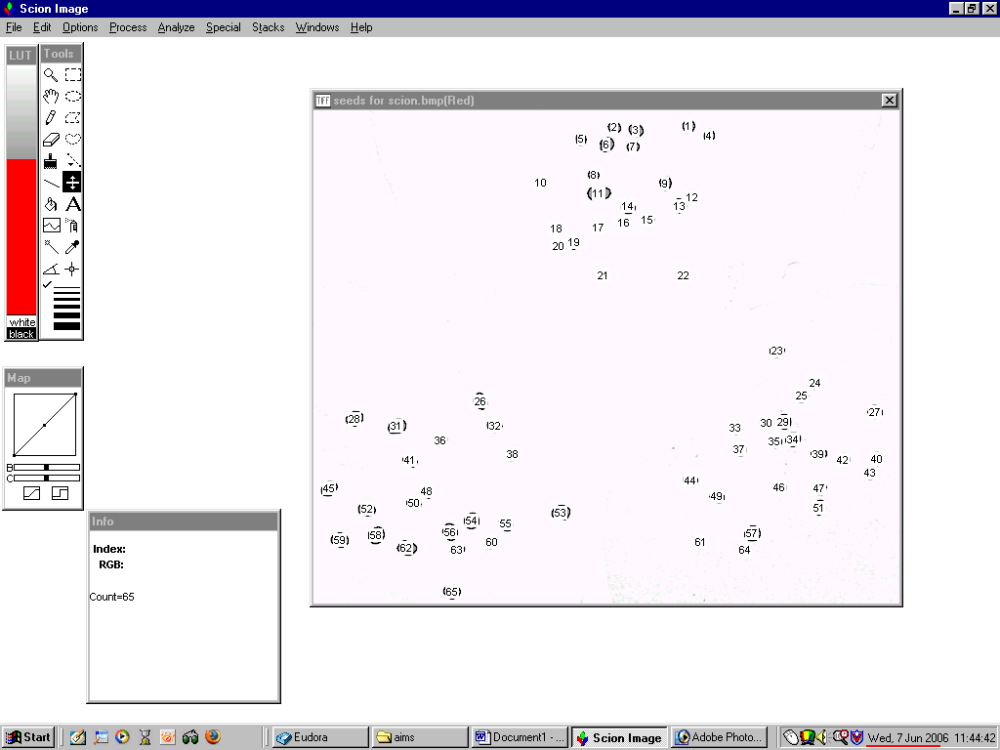 Scion Image
File Edit Options Process Analyze Special Stacks Windows Help
LUT
Tools
white
black
Map
B
C
Info
Index:
RGB:
Count=65
TIFF seeds for scion.bmp(Red)
2 3 1
5 6 7 4
8
10 9
11 12
14 13
16 15
18 17
20 19
21 22
23
24
26 25
28 27
31 32 33 30 29
36 35 34
38 37 39
41 42 40
43
45 44
48 46 47
50 49
52 51
53
54
56 55 57
58
59 60 61
62 63 64
65
Start Eudora aims Document1 - ... Scion Image Adobe Photo... Wed, 7 Jun 2006 11:44:42